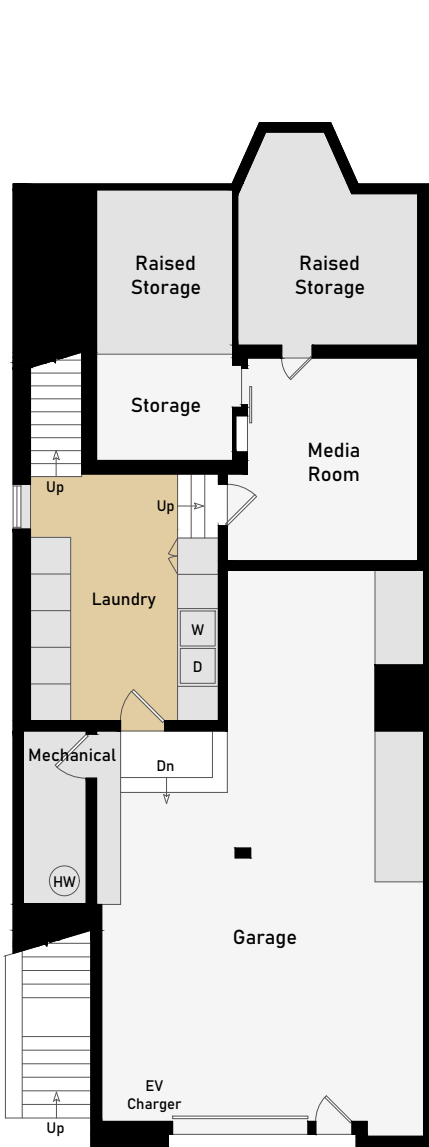 Raised
Storage
Raised
Storage
Storage
Media
Room
Up
Up
Laundry
W
D
Mechanical
Dn
HW
Garage
EV
Charger
Up